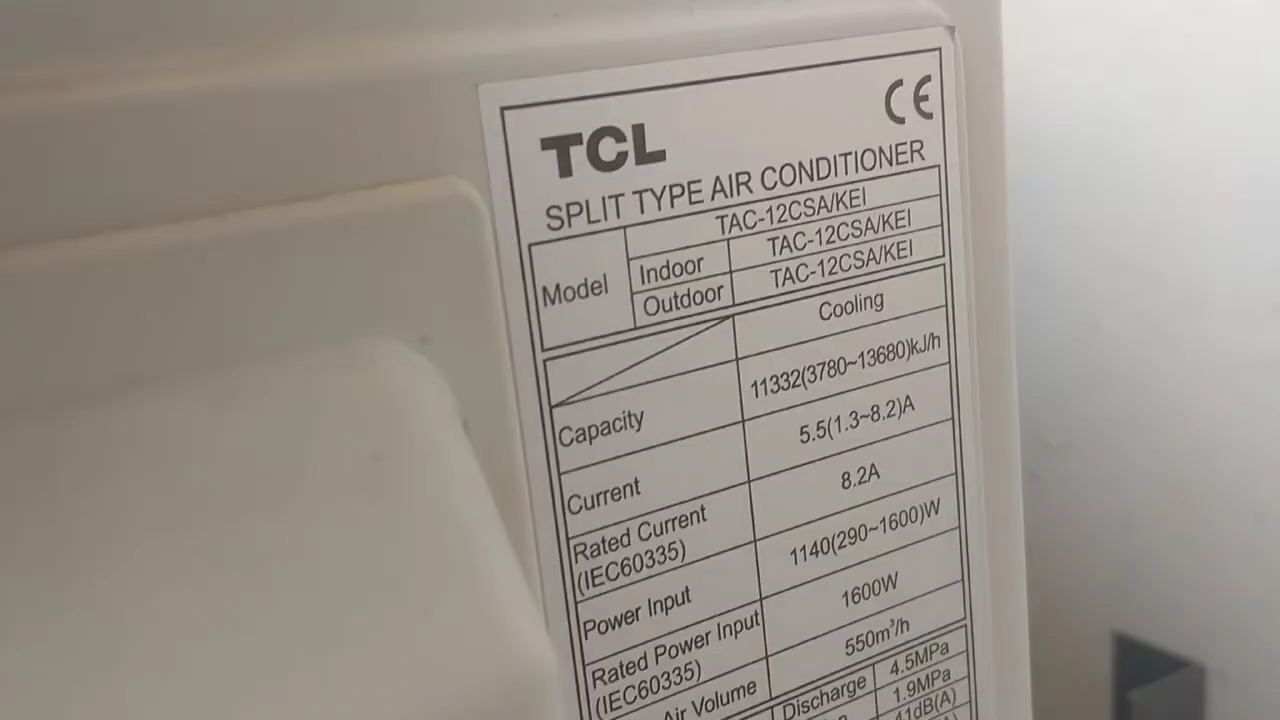 CE
TCL
SPLIT TYPE AIR CONDITIONER
Model
TAC-12CSA/KEI
Indoor TAC-12CSA/KEI
Outdoor TAC-12CSA/KEI
Cooling
Capacity 11332(3780~13680)kJ/h
Current 5.5(1.3~8.2)A
Rated Current
(IEC60335) 8.2A
Power Input 1140(290~1600)W
Rated Power Input
(IEC60335) 1600W
Air Volume 550m³/h
Discharge 4.5MPa
1.9MPa
41dB(A)